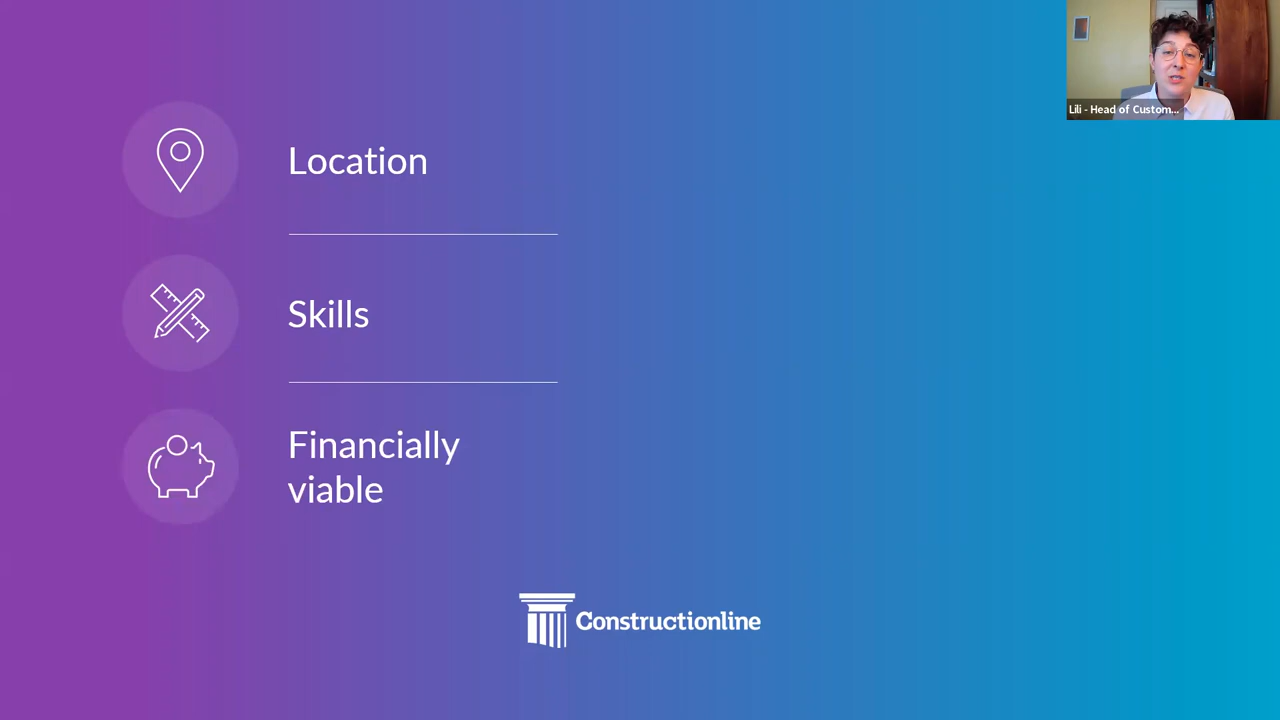 Lili - Head of Custom...
Location
Skills
Financially
viable
Constructionline